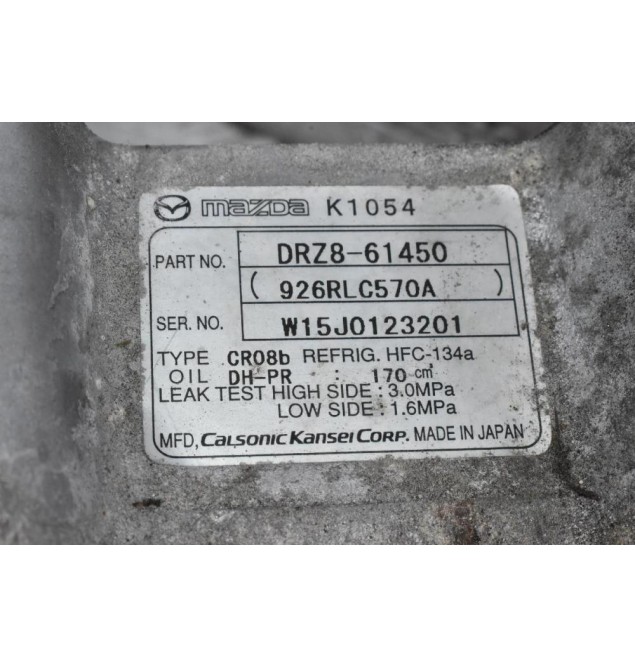 mazda K1054
PART NO. DRZ8-61450
( 926RLC570A )
SER. NO. W15J0123201
TYPE CR08b REFRIG. HFC-134a
OIL DH-PR : 170 cm³
LEAK TEST HIGH SIDE : 3.0MPa
LOW SIDE : 1.6MPa
MFD, CALSONIC KANSEI CORP. MADE IN JAPAN